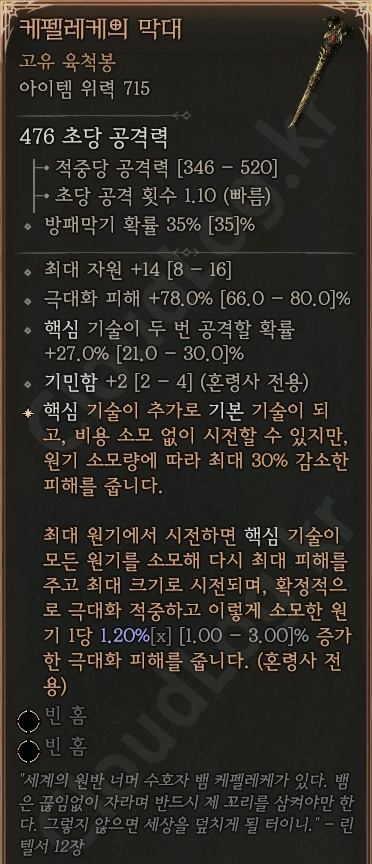 케펠레케의 막대
고유 육척봉
아이템 위력 715
476 초당 공격력
적중당 공격력 [346 – 520]
초당 공격 횟수 1.10 (빠름)
방패막기 확률 35% [35]%
최대 자원 +14 [8 – 16]
극대화 피해 +78.0% [66.0 – 80.0]%
핵심 기술이 두 번 공격할 확률
+27.0% [21.0 – 30.0]%
기민함 +2 [2 – 4] (혼령사 전용)
핵심 기술이 추가로 기본 기술이 되
고, 비용 소모 없이 시전할 수 있지만,
원기 소모량에 따라 최대 30% 감소한
피해를 줍니다.
최대 원기에서 시전하면 핵심 기술이
모든 원기를 소모해 다시 최대 피해를
주고 최대 크기로 시전되며, 확정적으
로 극대화 적중하고 이렇게 소모한 원
기 1당 1.20%[x] [1.00 – 3.00]% 증가
한 극대화 피해를 줍니다. (혼령사 전
용)
빈 홈
빈 홈
"세계의 원반 너머 수호자 뱀 케펠레케가 있다. 뱀
은 끊임없이 자라며 반드시 제 꼬리를 삼켜야만 한
다. 그렇지 않으면 세상을 덮치게 될 터이니." – 린
텔서 12장